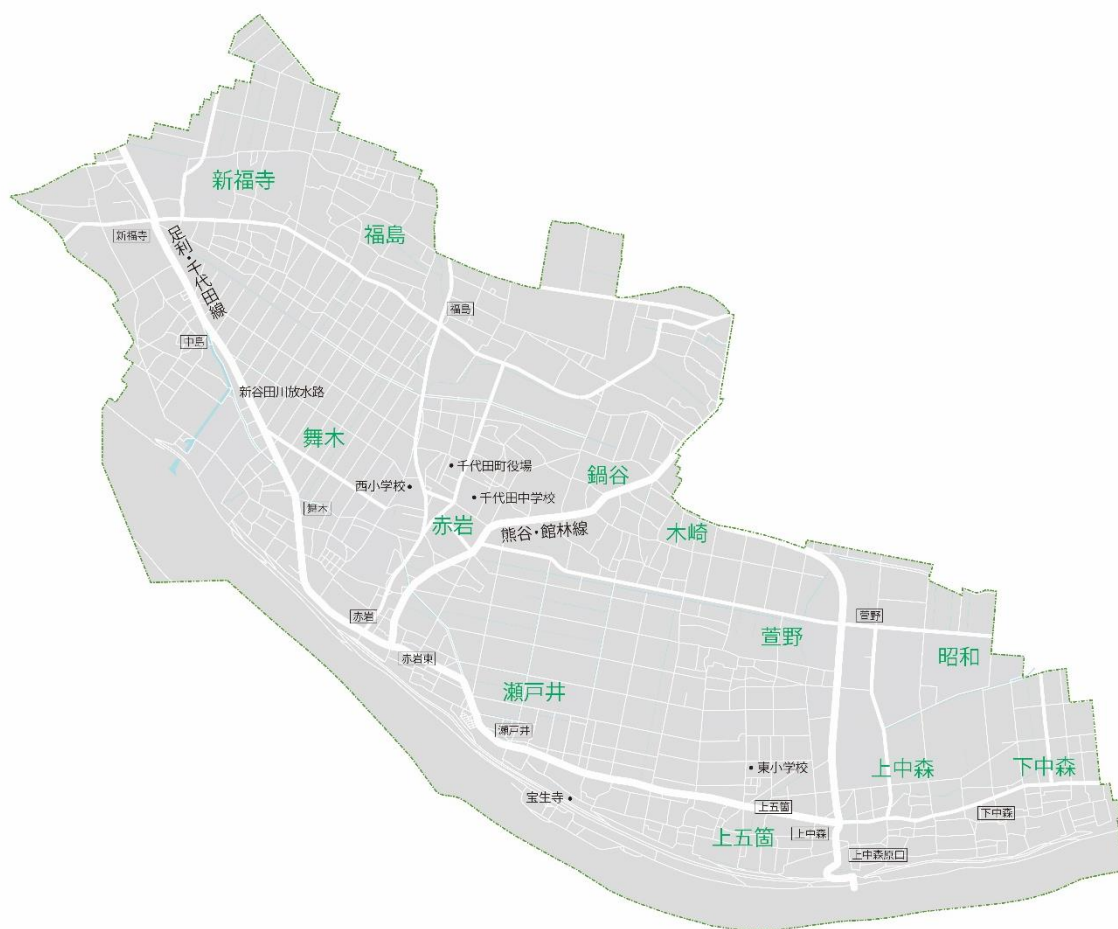 新福寺
福島
新福寺
足利・千代田線
福島
中島
新谷田川放水路
舞木
千代田町役場
鍋谷
西小学校
千代田中学校
舞木
赤岩
熊谷・館林線
木崎
赤岩
萱野
萱野
昭和
赤岩東
瀬戸井
瀬戸井
東小学校
上中森
下中森
宝生寺
上五箇
下中森
上五箇
上中森
上中森原口